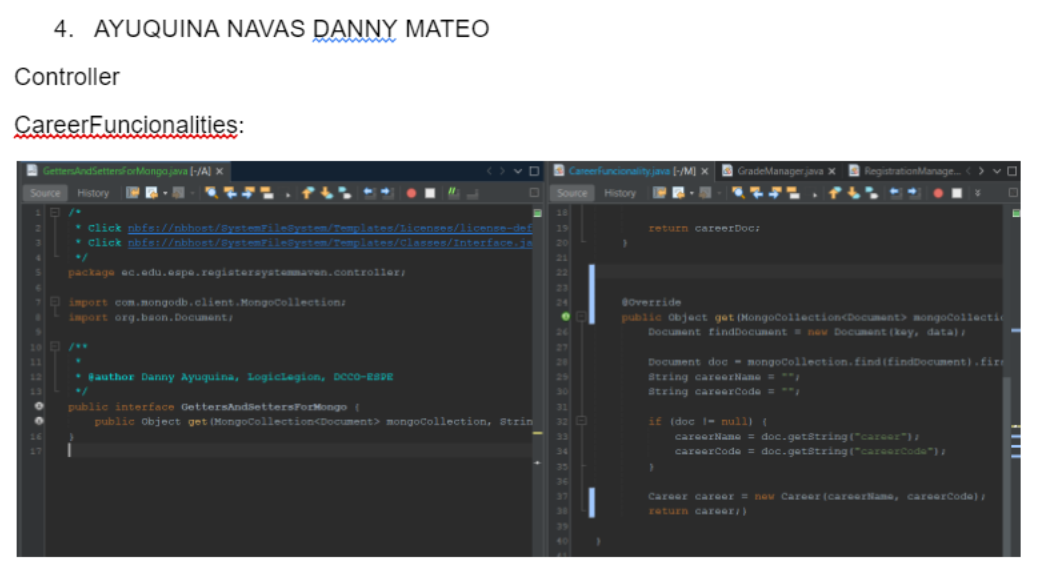 4. AYUQUINA NAVAS DANNY MATEO
Controller
CareerFuncionalities:
GettersAndSettersForMongo.java [-/A] ×
Source History
1 /*
2 * Click nbfs://nbhost/SystemFileSystem/Templates/Licenses/license-def
3 * Click nbfs://nbhost/SystemFileSystem/Templates/Classes/Interface.ja
4 */
5 package ec.edu.espe.registersystemmaven.controller;
6
7 import com.mongodb.client.MongoCollection;
8 import org.bson.Document;
9
10 /**
11 *
12 * @author Danny Ayuquina, LogicLegion, DCCO-ESPE
13 */
public interface GettersAndSettersForMongo {
public Object get(MongoCollection<Document> mongoCollection, Strin
16 }
17
CareerFuncionality.java [-/M] × GradeManager.java × RegistrationManage...
Source History
18
19 return careerDoc;
20 }
21
22
23
24 @Override
public Object get(MongoCollection<Document> mongoCollectio
26 Document findDocument = new Document(key, data);
27
28 Document doc = mongoCollection.find(findDocument).firs
29 String careerName = "";
30 String careerCode = "";
31
32 if (doc != null) {
33 careerName = doc.getString("career");
34 careerCode = doc.getString("careerCode");
35 }
36
37 Career career = new Career(careerName, careerCode);
38 return career;}
39
40 }
41